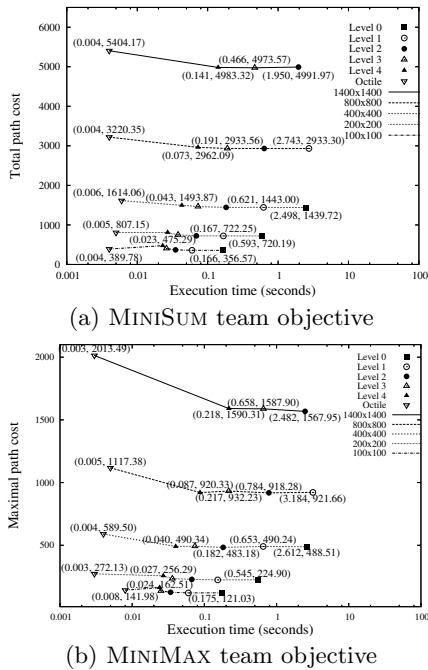 6000
5000
4000
3000
2000
1000
0
0.001
0.01
0.1
1
10
100
Total path cost
Execution time (seconds)
Level 0
Level 1
Level 2
Level 3
Level 4
Octile
1400x1400
800x800
400x400
200x200
100x100
(0.004, 5404.17)
(0.466, 4973.57)
(0.141, 4983.32)
(1.950, 4991.97)
(0.004, 3220.35)
(0.191, 2933.56)
(2.743, 2933.30)
(0.073, 2962.09)
(0.006, 1614.06)
(0.043, 1493.87)
(0.621, 1443.00)
(2.498, 1439.72)
(0.005, 807.15)
(0.167, 722.25)
(0.023, 475.29)
(0.593, 720.19)
(0.004, 389.78)
(0.166, 356.57)
(a) MINISUM team objective
2000
1500
1000
500
0
0.001
0.01
0.1
1
10
100
Maximal path cost
Execution time (seconds)
Level 0
Level 1
Level 2
Level 3
Level 4
Octile
1400x1400
800x800
400x400
200x200
100x100
(0.003, 2013.49)
(0.658, 1587.90)
(0.218, 1590.31)
(2.482, 1567.95)
(0.005, 1117.38)
(0.087, 920.33)
(0.784, 918.28)
(0.217, 932.23)
(3.184, 921.66)
(0.004, 589.50)
(0.040, 490.34)
(0.653, 490.24)
(0.182, 483.18)
(2.612, 488.51)
(0.003, 272.13)
(0.027, 256.29)
(0.545, 224.90)
(0.024, 162.51)
(0.008, 141.98)
(0.175, 121.03)
(b) MINIMAX team objective